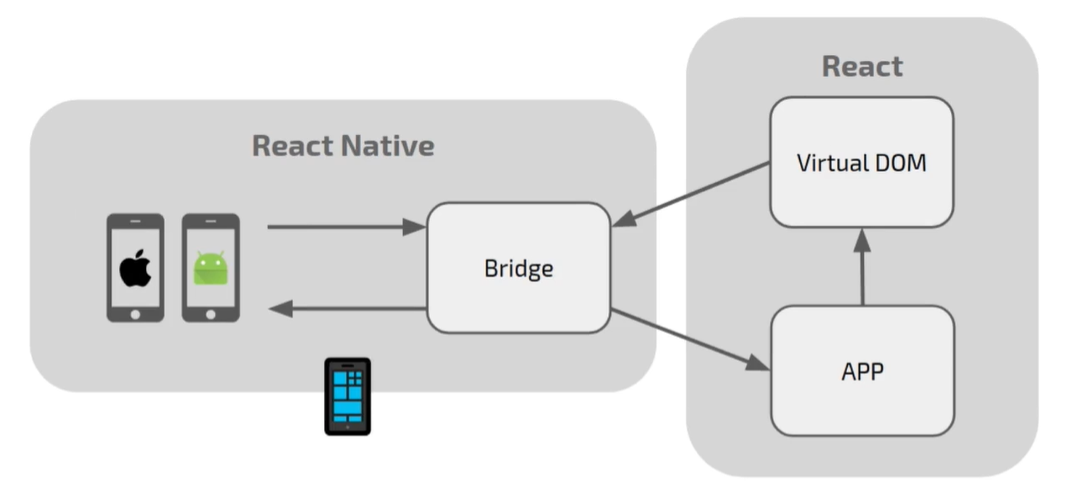 React
React Native
Virtual DOM
Bridge
APP